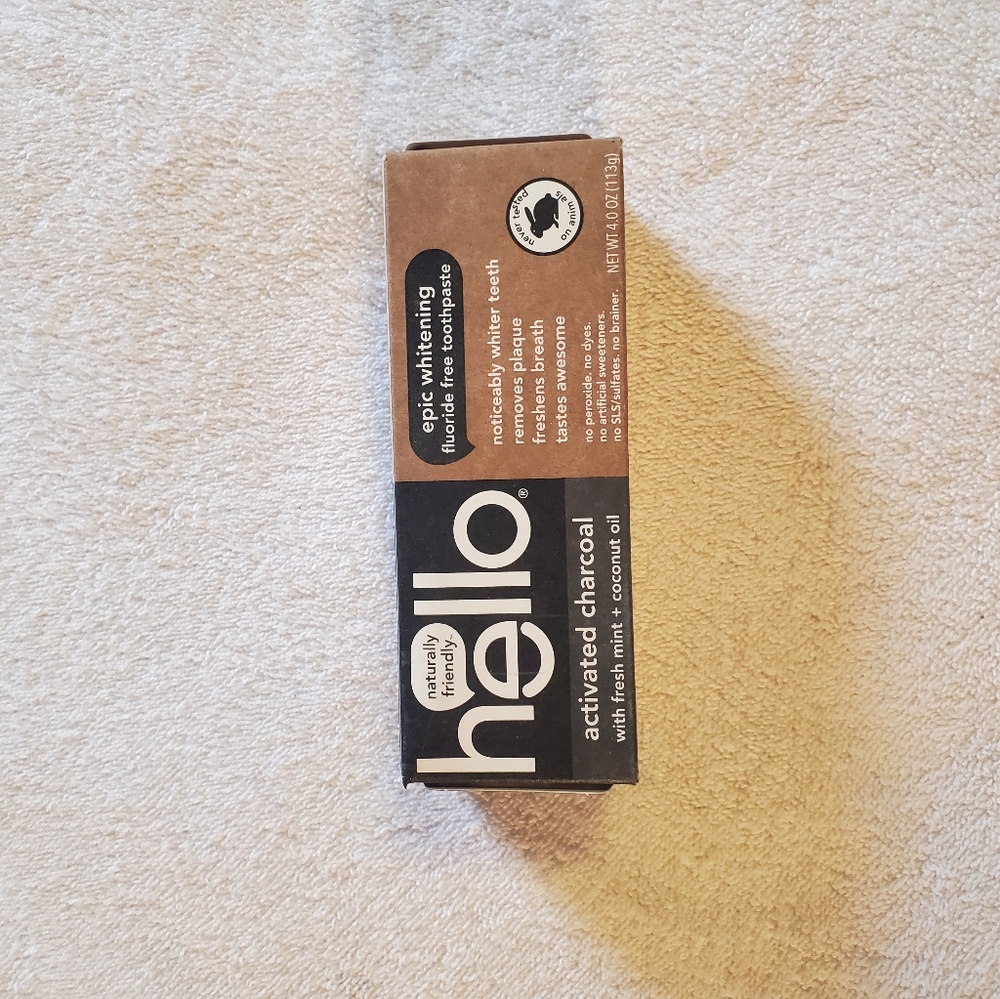 naturally
friendly™
hello®
activated charcoal
with fresh mint + coconut oil
epic whitening
fluoride free toothpaste
noticeably whiter teeth
removes plaque
freshens breath
tastes awesome
no peroxide. no dyes.
no artificial sweeteners.
no SLS/sulfates. no brainer.
never tested
on animals
NET WT 4.0 OZ (113g)